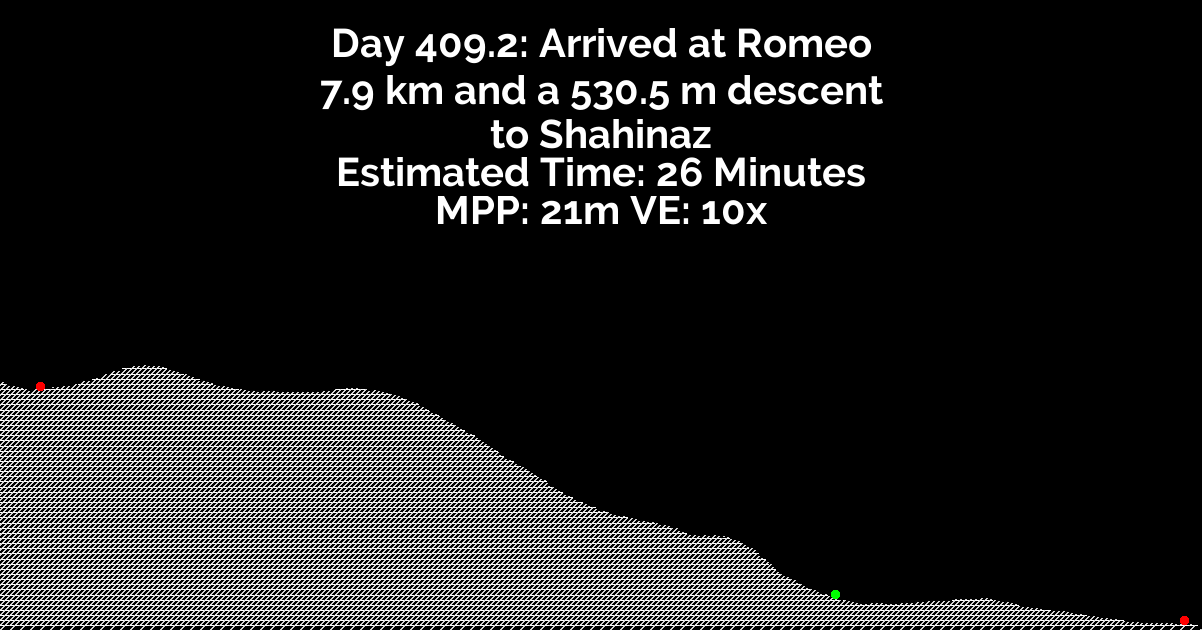 Day 409.2: Arrived at Romeo
7.9 km and a 530.5 m descent
to Shahinaz
Estimated Time: 26 Minutes
MPP: 21m VE: 10x